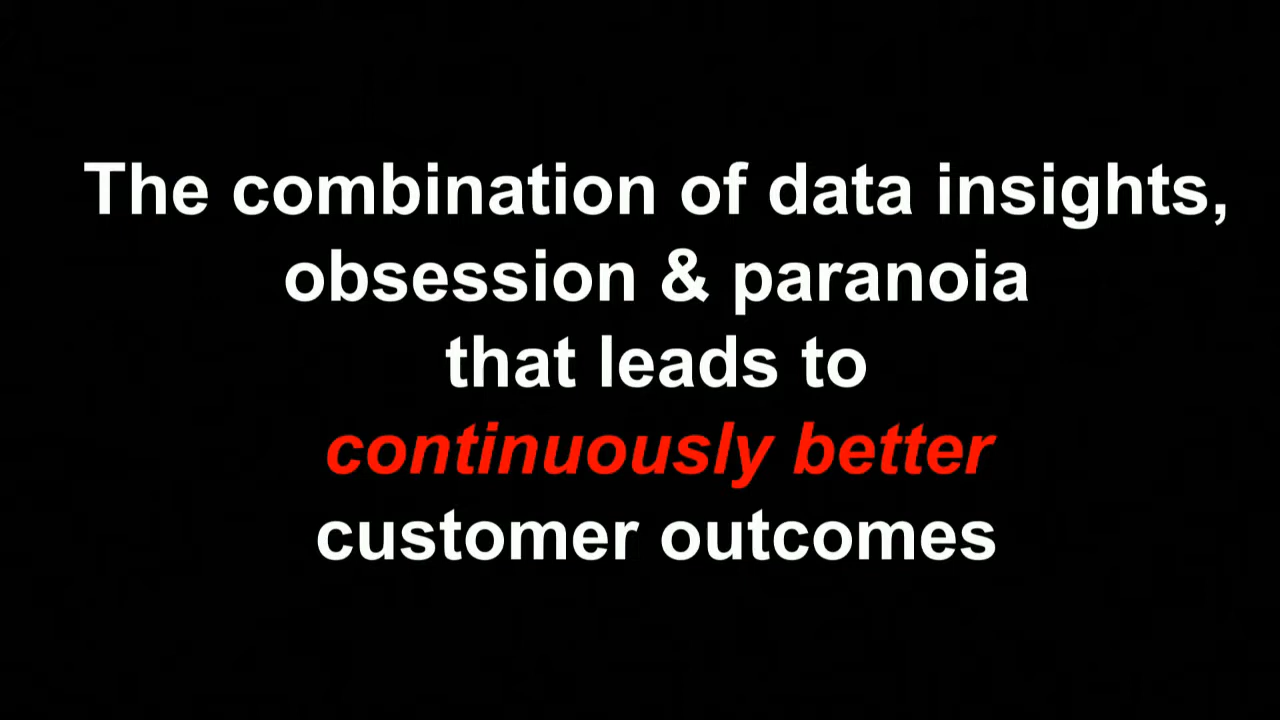 The combination of data insights,
obsession & paranoia
that leads to
continuously better
customer outcomes